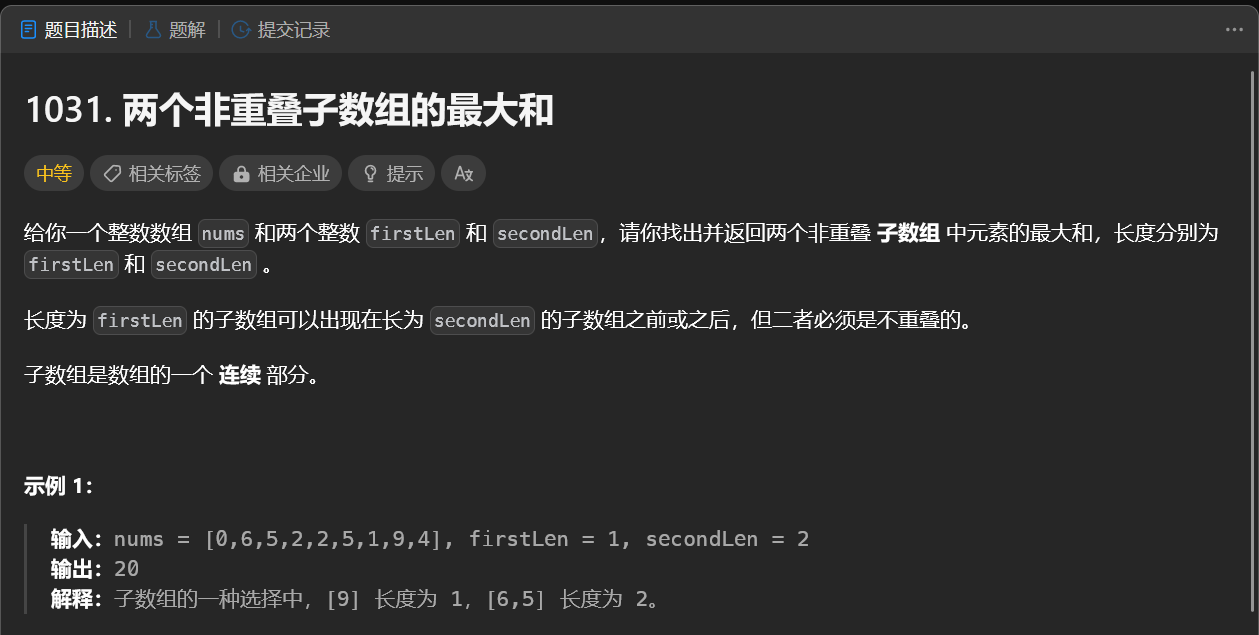 题目描述 | 题解 | 提交记录
1031. 两个非重叠子数组的最大和
中等 相关标签 相关企业 提示 Ax
给你一个整数数组 nums 和两个整数 firstLen 和 secondLen，请你找出并返回两个非重叠 子数组 中元素的最大和，长度分别为
firstLen 和 secondLen 。
长度为 firstLen 的子数组可以出现在长为 secondLen 的子数组之前或之后，但二者必须是不重叠的。
子数组是数组的一个 连续 部分。
示例 1：
输入：nums = [0,6,5,2,2,5,1,9,4], firstLen = 1, secondLen = 2
输出：20
解释：子数组的一种选择中，[9] 长度为 1，[6,5] 长度为 2。